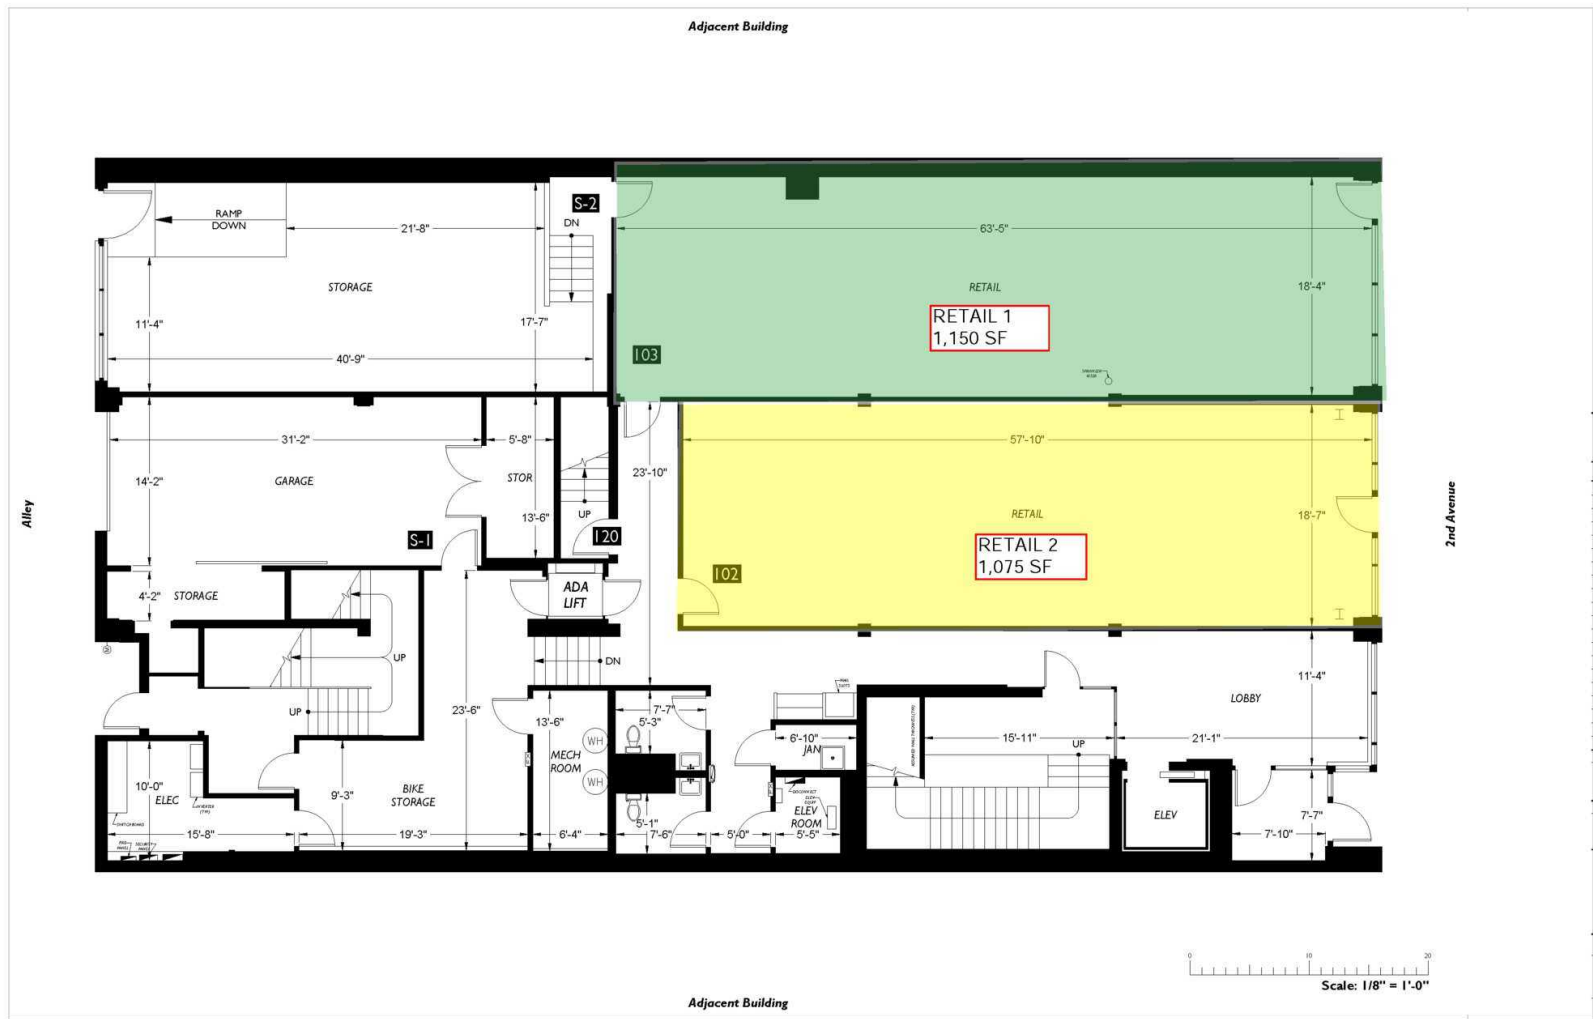 Adjacent Building
RAMP
DOWN
S-2
DN
21'-8"
63'-5"
STORAGE
RETAIL
18'-4"
RETAIL 1
1,150 SF
11'-4"
17'-7"
40'-9"
103
31'-2"
5'-8"
57'-10"
14'-2"
GARAGE
STOR
23'-10"
Alley
2nd Avenue
UP
13'-6"
RETAIL
18'-7"
S-1
120
RETAIL 2
1,075 SF
102
4'-2"
STORAGE
ADA
LIFT
UP
DN
11'-4"
LOBBY
UP
23'-6"
13'-6"
7'-7"
5'-3"
6'-10"
JAN
15'-11"
UP
21'-1"
MECH
ROOM
WH
WH
10'-0"
ELEC
9'-3"
BIKE
STORAGE
ELEV
ROOM
ELEV
7'-7"
15'-8"
19'-3"
6'-4"
5'-1"
7'-6"
5'-0"
5'-5"
7'-10"
0
10
20
Scale: 1/8" = 1'-0"
Adjacent Building